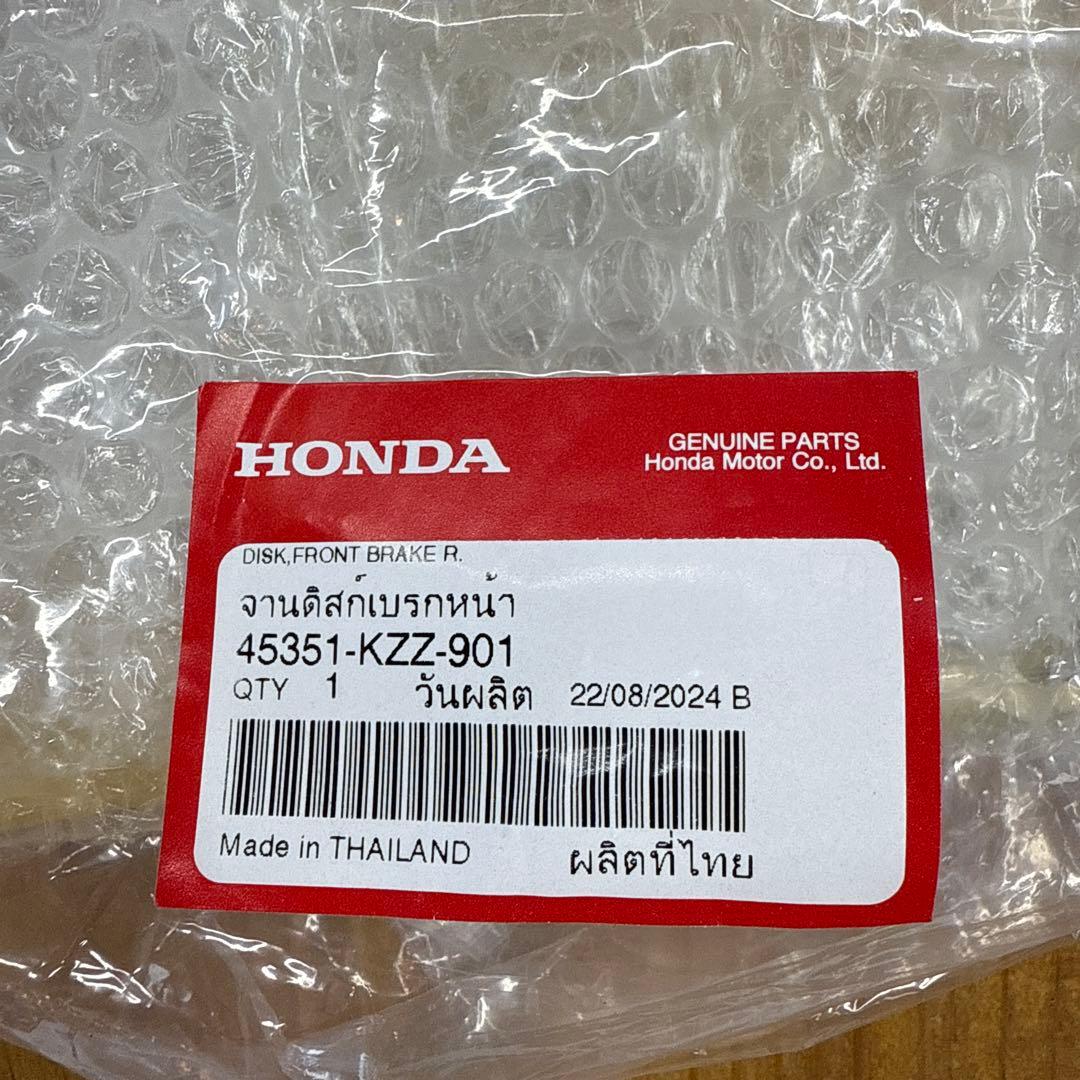 HONDA
GENUINE PARTS
Honda Motor Co., Ltd.
DISK,FRONT BRAKE R.
จานดิสก์เบรกหน้า
45351-KZZ-901
QTY 1 วันผลิต 22/08/2024 B
Made in THAILAND ผลิตที่ไทย